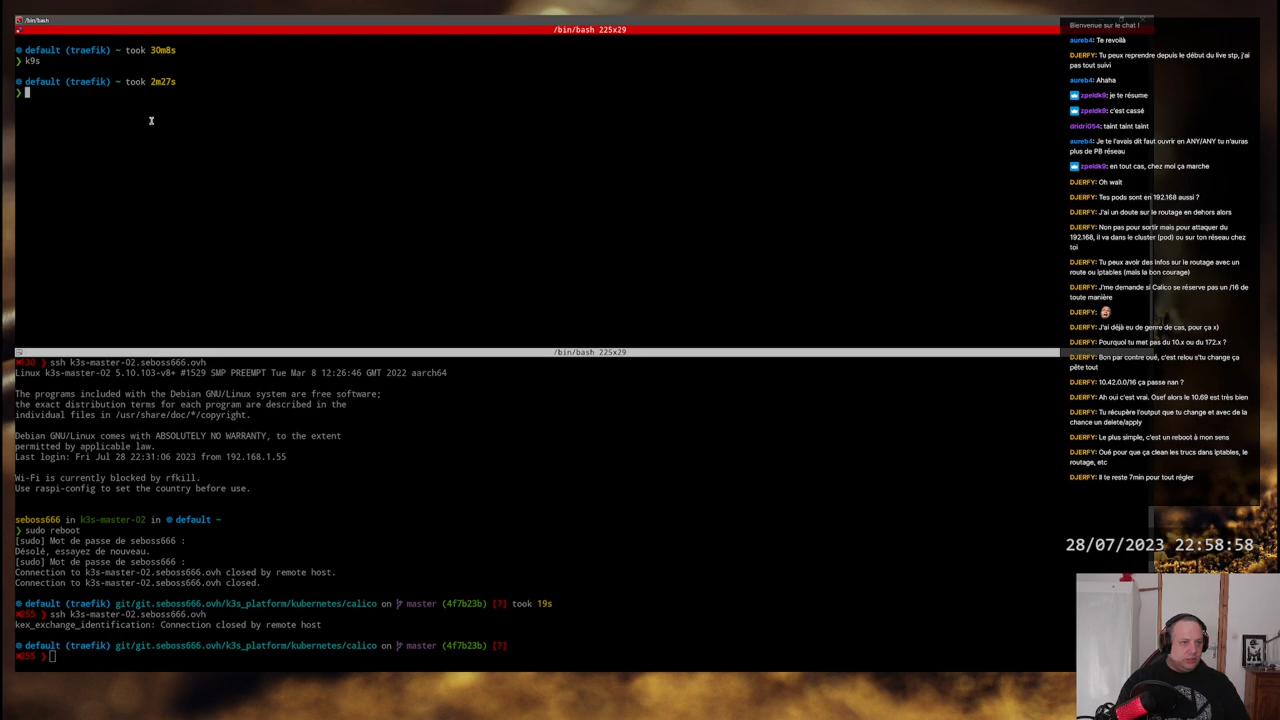 /bin/bash
/bin/bash 225x29
default (traefik) ~ took 30m8s
❯ k9s
default (traefik) ~ took 2m27s
❯
/bin/bash 225x29
❯ ssh k3s-master-02.seboss666.ovh
Linux k3s-master-02 5.10.103-v8+ #1529 SMP PREEMPT Tue Mar 8 12:26:46 GMT 2022 aarch64
The programs included with the Debian GNU/Linux system are free software;
the exact distribution terms for each program are described in the
individual files in /usr/share/doc/*/copyright.
Debian GNU/Linux comes with ABSOLUTELY NO WARRANTY, to the extent
permitted by applicable law.
Last login: Fri Jul 28 22:31:06 2023 from 192.168.1.55
Wi-Fi is currently blocked by rfkill.
Use raspi-config to set the country before use.
seboss666 in k3s-master-02 in default ~
❯ sudo reboot
[sudo] Mot de passe de seboss666 :
Désolé, essayez de nouveau.
[sudo] Mot de passe de seboss666 :
Connection to k3s-master-02.seboss666.ovh closed by remote host.
Connection to k3s-master-02.seboss666.ovh closed.
default (traefik) git/git.seboss666.ovh/k3s_platform/kubernetes/calico on master (4f7b23b) [?] took 19s
255 ❯ ssh k3s-master-02.seboss666.ovh
kex_exchange_identification: Connection closed by remote host
default (traefik) git/git.seboss666.ovh/k3s_platform/kubernetes/calico on master (4f7b23b) [?]
255 ❯
Bienvenue sur le chat !
aureb4: Te revoilà
DJERFY: Tu peux reprendre depuis le début du live stp, j'ai
pas tout suivi
aureb4: Ahaha
zpeldk9: je te résume
zpeldk9: c'est cassé
dridri054: taint taint taint
aureb4: Je te l'avais dit faut ouvrir en ANY/ANY tu n'auras
plus de PB réseau
zpeldk9: en tout cas, chez moi ça marche
DJERFY: Oh wait
DJERFY: Tes pods sont en 192.168 aussi ?
DJERFY: J'ai un doute sur le routage en dehors alors
DJERFY: Non pas pour sortir mais pour attaquer du
192.168, il va dans le cluster (pod) ou sur ton réseau chez
toi
DJERFY: Tu peux avoir des infos sur le routage avec un
route ou iptables (mais la bon courage)
DJERFY: J'me demande si Calico se réserve pas un /16 de
toute manière
DJERFY:
DJERFY: J'ai déjà eu de genre de cas, pour ça x)
DJERFY: Pourquoi tu met pas du 10.x ou du 172.x ?
DJERFY: Bon par contre oué, c'est relou s'tu change ça
pête tout
DJERFY: 10.42.0.0/16 ça passe nan ?
DJERFY: Ah oui c'est vrai. Osef alors le 10.69 est très bien
DJERFY: Tu récupère l'output que tu change et avec de la
chance un delete/apply
DJERFY: Le plus simple, c'est un reboot à mon sens
DJERFY: Oué pour que ça clean les trucs dans iptables, le
routage, etc
DJERFY: Il te reste 7min pour tout régler
28/07/2023 22:58:58